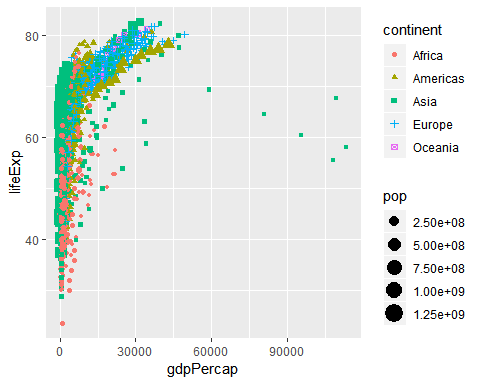 80
60
40
lifeExp
0
30000
60000
90000
gdpPercap
continent
Africa
Americas
Asia
Europe
Oceania
pop
2.50e+08
5.00e+08
7.50e+08
1.00e+09
1.25e+09